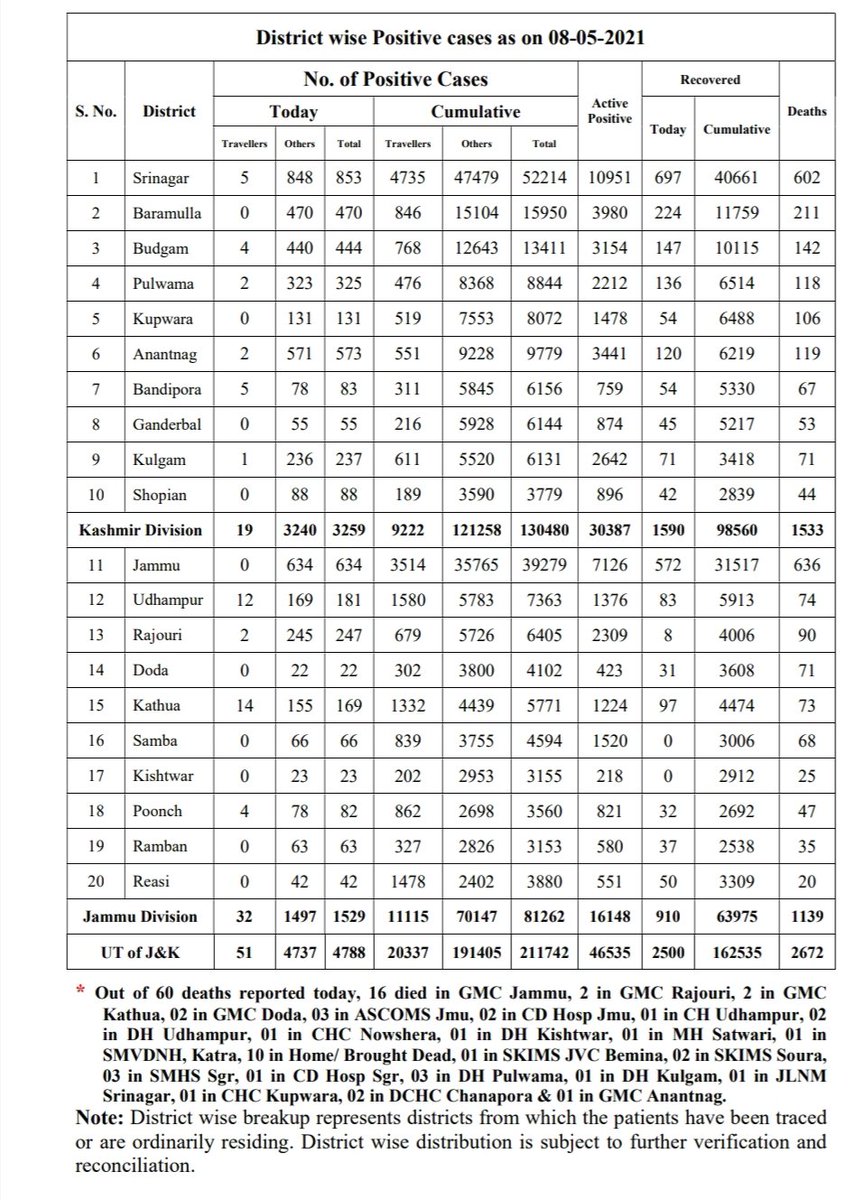 District wise Positive cases as on 08-05-2021
S. No. District No. of Positive Cases Active Positive Recovered Deaths
Today Cumulative Today Cumulative
Travellers Others Total Travellers Others Total
1 Srinagar 5 848 853 4735 47479 52214 10951 697 40661 602
2 Baramulla 0 470 470 846 15104 15950 3980 224 11759 211
3 Budgam 4 440 444 768 12643 13411 3154 147 10115 142
4 Pulwama 2 323 325 476 8368 8844 2212 136 6514 118
5 Kupwara 0 131 131 519 7553 8072 1478 54 6488 106
6 Anantnag 2 571 573 551 9228 9779 3441 120 6219 119
7 Bandipora 5 78 83 311 5845 6156 759 54 5330 67
8 Ganderbal 0 55 55 216 5928 6144 874 45 5217 53
9 Kulgam 1 236 237 611 5520 6131 2642 71 3418 71
10 Shopian 0 88 88 189 3590 3779 896 42 2839 44
Kashmir Division 19 3240 3259 9222 121258 130480 30387 1590 98560 1533
11 Jammu 0 634 634 3514 35765 39279 7126 572 31517 636
12 Udhampur 12 169 181 1580 5783 7363 1376 83 5913 74
13 Rajouri 2 245 247 679 5726 6405 2309 8 4006 90
14 Doda 0 22 22 302 3800 4102 423 31 3608 71
15 Kathua 14 155 169 1332 4439 5771 1224 97 4474 73
16 Samba 0 66 66 839 3755 4594 1520 0 3006 68
17 Kishtwar 0 23 23 202 2953 3155 218 0 2912 25
18 Poonch 4 78 82 862 2698 3560 821 32 2692 47
19 Ramban 0 63 63 327 2826 3153 580 37 2538 35
20 Reasi 0 42 42 1478 2402 3880 551 50 3309 20
Jammu Division 32 1497 1529 11115 70147 81262 16148 910 63975 1139
UT of J&K 51 4737 4788 20337 191405 211742 46535 2500 162535 2672
* Out of 60 deaths reported today, 16 died in GMC Jammu, 2 in GMC Rajouri, 2 in GMC
Kathua, 02 in GMC Doda, 03 in ASCOMS Jmu, 02 in CD Hosp Jmu, 01 in CH Udhampur, 02
in DH Udhampur, 01 in CHC Nowshera, 01 in DH Kishtwar, 01 in MH Satwari, 01 in
SMVDNH, Katra, 10 in Home/ Brought Dead, 01 in SKIMS JVC Bemina, 02 in SKIMS Soura,
03 in SMHS Sgr, 01 in CD Hosp Sgr, 03 in DH Pulwama, 01 in DH Kulgam, 01 in JLNM
Srinagar, 01 in CHC Kupwara, 02 in DCHC Chanapora & 01 in GMC Anantnag.
Note: District wise breakup represents districts from which the patients have been traced
or are ordinarily residing. District wise distribution is subject to further verification and
reconciliation.